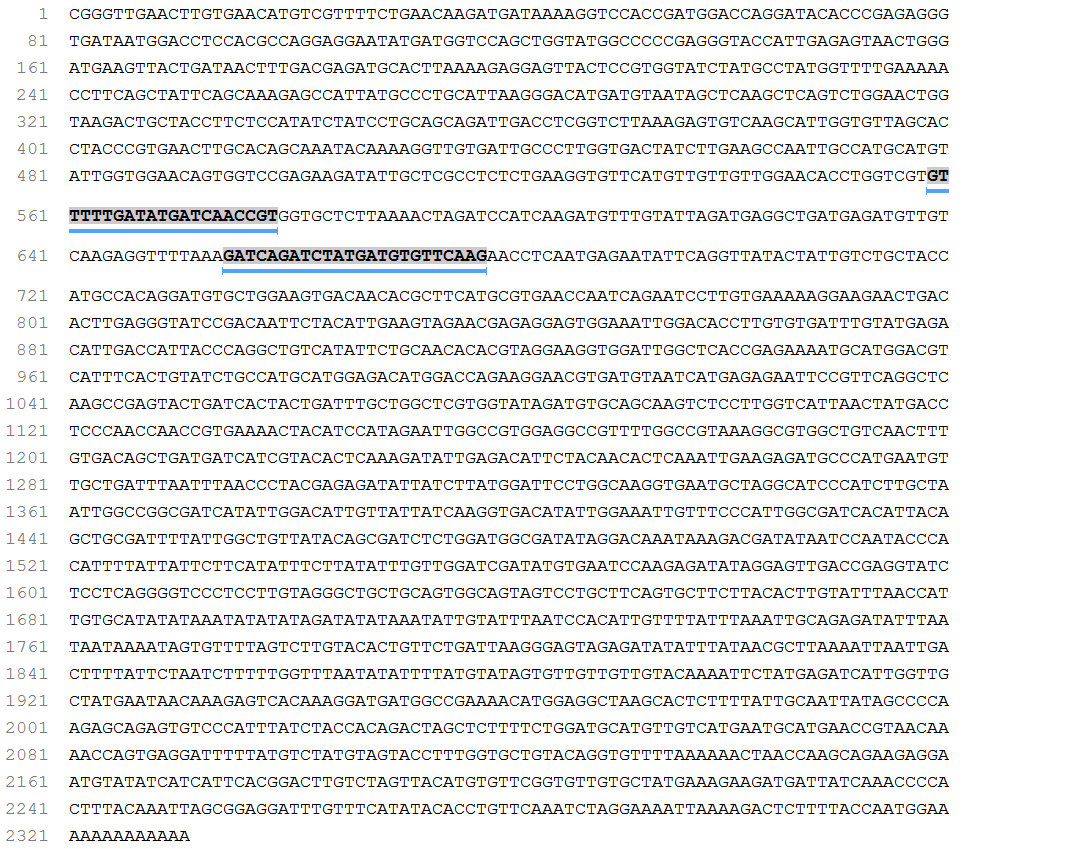 1 CGGGTTGAACTTGTGAACATGTCGTTTTCTGAACAAGATGATAAAAGGTCCACCGATGGACCAGGATACACCCGAGAGGG
81 TGATAATGGACCTCCACGCCAGGAGGAATATGATGGTCCAGCTGGTATGGCCCCCGAGGGTACCATTGAGAGTAACTGGG
161 ATGAAGTTACTGATAACTTTGACGAGATGCACTTAAAAGAGGAGTTACTCCGTGGTATCTATGCCTATGGTTTTGAAAAA
241 CCTTCAGCTATTCAGCAAAGAGCCATTATGCCCTGCATTAAGGGACATGATGTAATAGCTCAAGCTCAGTCTGGAACTGG
321 TAAGACTGCTACCTTCTCCATATCTATCCTGCAGCAGATTGACCTCGGTCTTAAAGAGTGTCAAGCATTGGTGTTAGCAC
401 CTACCCGTGAACTTGCACAGCAAATACAAAAGGTTGTGATTGCCCTTGGTGACTATCTTGAAGCCAATTGCCATGCATGT
481 ATTGGTGGAACAGTGGTCCGAGAAGATATTGCTCGCCTCTCTGAAGGTGTTCATGTTGTTGTTGGAACACCTGGTCGTGT
561 TTTTGATATGATCAACCGTGGTGCTCTTAAAACTAGATCCATCAAGATGTTTGTATTAGATGAGGCTGATGAGATGTTGT
641 CAAGAGGTTTTAAAGATCAGATCTATGATGTGTTCAAGAACCTCAATGAGAATATTCAGGTTATACTATTGTCTGCTACC
721 ATGCCACAGGATGTGCTGGAAGTGACAACACGCTTCATGCGTGAACCAATCAGAATCCTTGTGAAAAAGGAAGAACTGAC
801 ACTTGAGGGTATCCGACAATTCTACATTGAAGTAGAACGAGAGGAGTGGAAATTGGACACCTTGTGTGATTTGTATGAGA
881 CATTGACCATTACCCAGGCTGTCATATTCTGCAACACACGTAGGAAGGTGGATTGGCTCACCGAGAAAATGCATGGACGT
961 CATTTCACTGTATCTGCCATGCATGGAGACATGGACCAGAAGGAACGTGATGTAATCATGAGAGAATTCCGTTCAGGCTC
1041 AAGCCGAGTACTGATCACTACTGATTTGCTGGCTCGTGGTATAGATGTGCAGCAAGTCTCCTTGGTCATTAACTATGACC
1121 TCCCAACCAACCGTGAAAACTACATCCATAGAATTGGCCGTGGAGGCCGTTTTGGCCGTAAAGGCGTGGCTGTCAACTTT
1201 GTGACAGCTGATGATCATCGTACACTCAAAGATATTGAGACATTCTACAACACTCAAATTGAAGAGATGCCCATGAATGT
1281 TGCTGATTTAATTTAACCCTACGAGAGATATTATCTTATGGATTCCTGGCAAGGTGAATGCTAGGCATCCCATCTTGCTA
1361 ATTGGCCGGCGATCATATTGGACATTGTTATTATCAAGGTGACATATTGGAAATTGTTTCCCATTGGCGATCACATTACA
1441 GCTGCGATTTTATTGGCTGTTATACAGCGATCTCTGGATGGCGATATAGGACAAATAAAGACGATATAATCCAATACCCA
1521 CATTTTATTATTCTTCATATTTCTTATATTTGTTGGATCGATATGTGAATCCAAGAGATATAGGAGTTGACCGAGGTATC
1601 TCCTCAGGGGTCCCTCCTTGTAGGGCTGCTGCAGTGGCAGTAGTCCTGCTTCAGTGCTTCTTACACTTGTATTTAACCAT
1681 TGTGCATATATAAATATATATAGATATATAAATATTGTATTTAATCCACATTGTTTTATTTAAATTGCAGAGATATTTAA
1761 TAATAAAATAGTGTTTTAGTCTTGTACACTGTTCTGATTAAGGGAGTAGAGATATATTTATAACGCTTAAAATTAATTGA
1841 CTTTTATTCTAATCTTTTTGGTTTAATATATTTTATGTATAGTGTTGTTGTTGTACAAAATTCTATGAGATCATTGGTTG
1921 CTATGAATAACAAAGAGTCACAAAGGATGATGGCCGAAAACATGGAGGCTAAGCACTCTTTTATTGCAATTATAGCCCCA
2001 AGAGCAGAGTGTCCCATTTATCTACCACAGACTAGCTCTTTTCTGGATGCATGTTGTCATGAATGCATGAACCGTAACAA
2081 AACCAGTGAGGATTTTTATGTCTATGTAGTACCTTTGGTGCTGTACAGGTGTTTTAAAAAACTAACCAAGCAGAAGAGGA
2161 ATGTATATCATCATTCACGGACTTGTCTAGTTACATGTGTTCGGTGTTGTGCTATGAAAGAAGATGATTATCAAACCCCA
2241 CTTTACAAATTAGCGGAGGATTTGTTTCATATACACCTGTTCAAATCTAGGAAAATTAAAAGACTCTTTTACCAATGGAA
2321 AAAAAAAAAAA